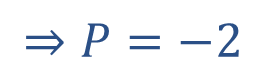 ⇒ P = −2